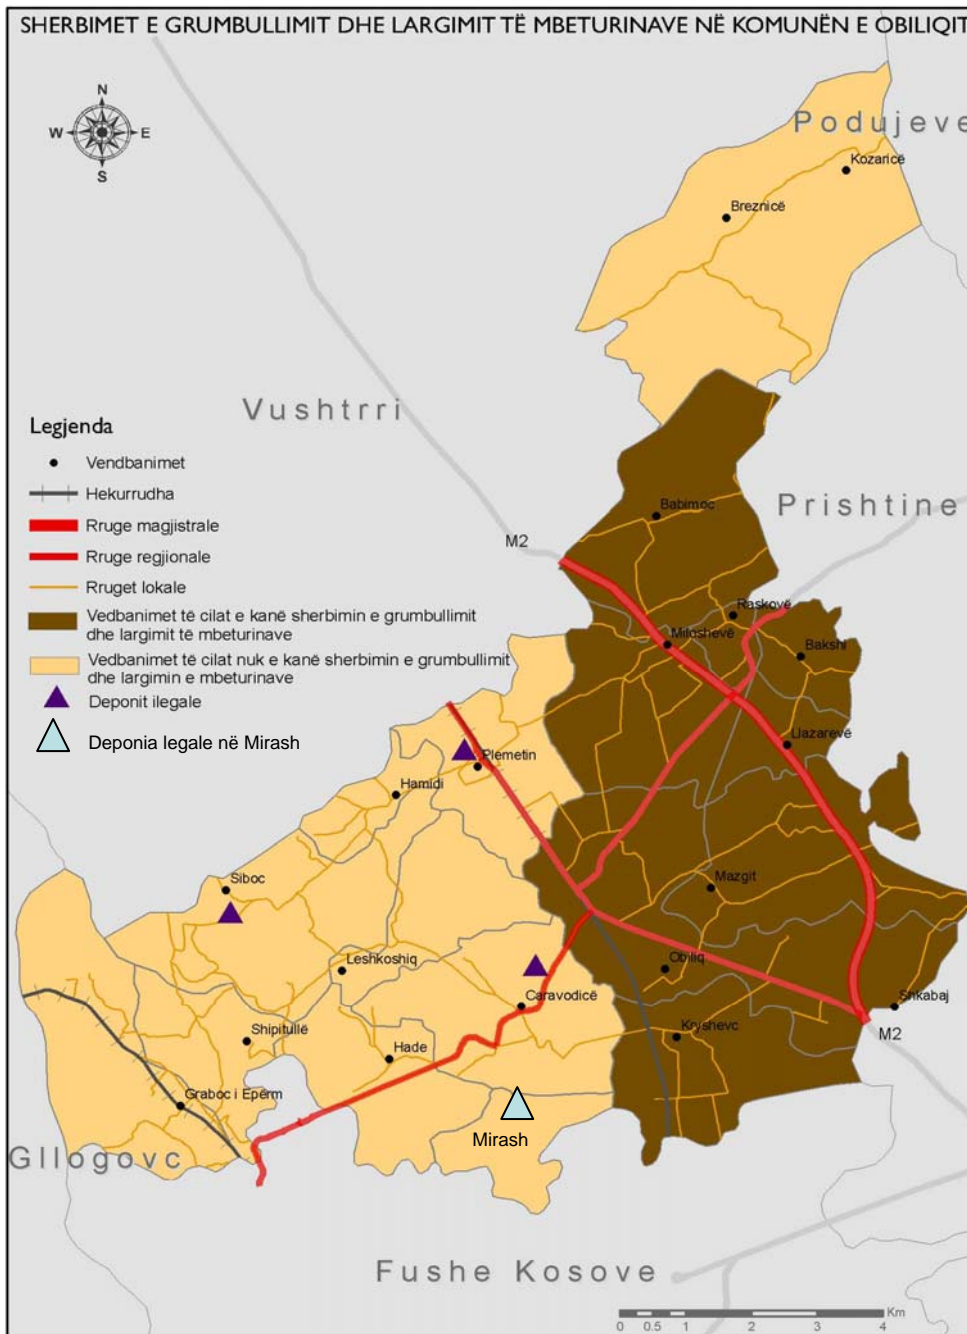 SHERBIMET E GRUMBULLIMIT DHE LARGIMIT TË MBETURINAVE NË KOMUNËN E OBILIQIT
N
W
E
S
Podujeve
Kozaricë
Breznicë
Vushtrri
Legjenda
Vendbanimet
Hekurrudha
Rruge magjistrale
Rruge regjionale
Rruget lokale
Vedbanimet të cilat e kanë sherbimin e grumbullimit
dhe largimit të mbeturinave
Vedbanimet të cilat nuk e kanë sherbimin e grumbullimit
dhe largimin e mbeturinave
Deponit ilegale
Deponia legale në Mirash
Prishtine
M2
Babimoc
Raskovë
Miloshevë
Bakshi
Llazarevë
Plemetin
Hamidi
Siboc
Mazgit
Leshkoshiq
Obiliq
Caravodicë
Shkabaj
Shipitullë
Hade
Kryshevc
M2
Graboc i Epërm
Mirash
Gllogovc
Fushe Kosove
Km
0 0.5 1 2 3 4